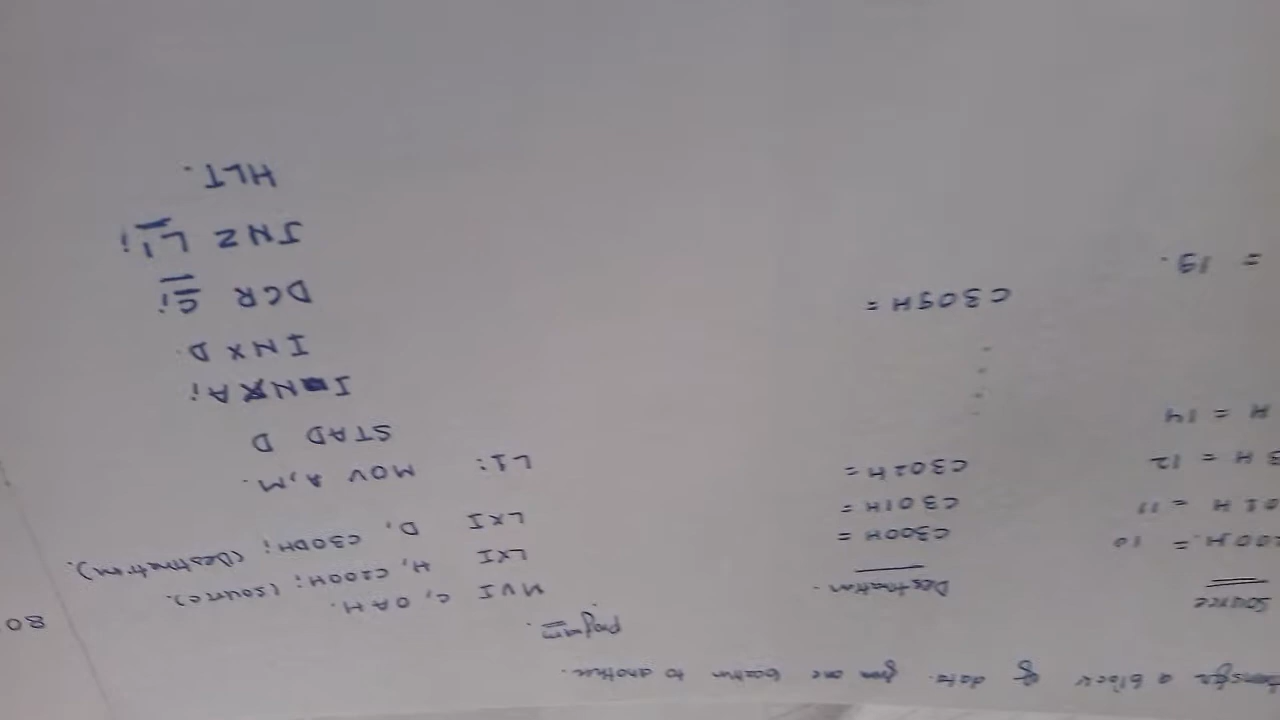 transfer a block of data. from one location to another.
Program.
Source
Destination.
00H. = 10
C300H =
01H = 11
C301H =
H = 12
C302H =
H = 14
C309H =
= 19.
MVI C, 0AH.
LXI H, C200H; (source).
LXI D, C300H; (Destination).
L1: MOV A,M.
STAD D
INX A;
INX D.
DCR C;
JNZ L1;
HLT.
80